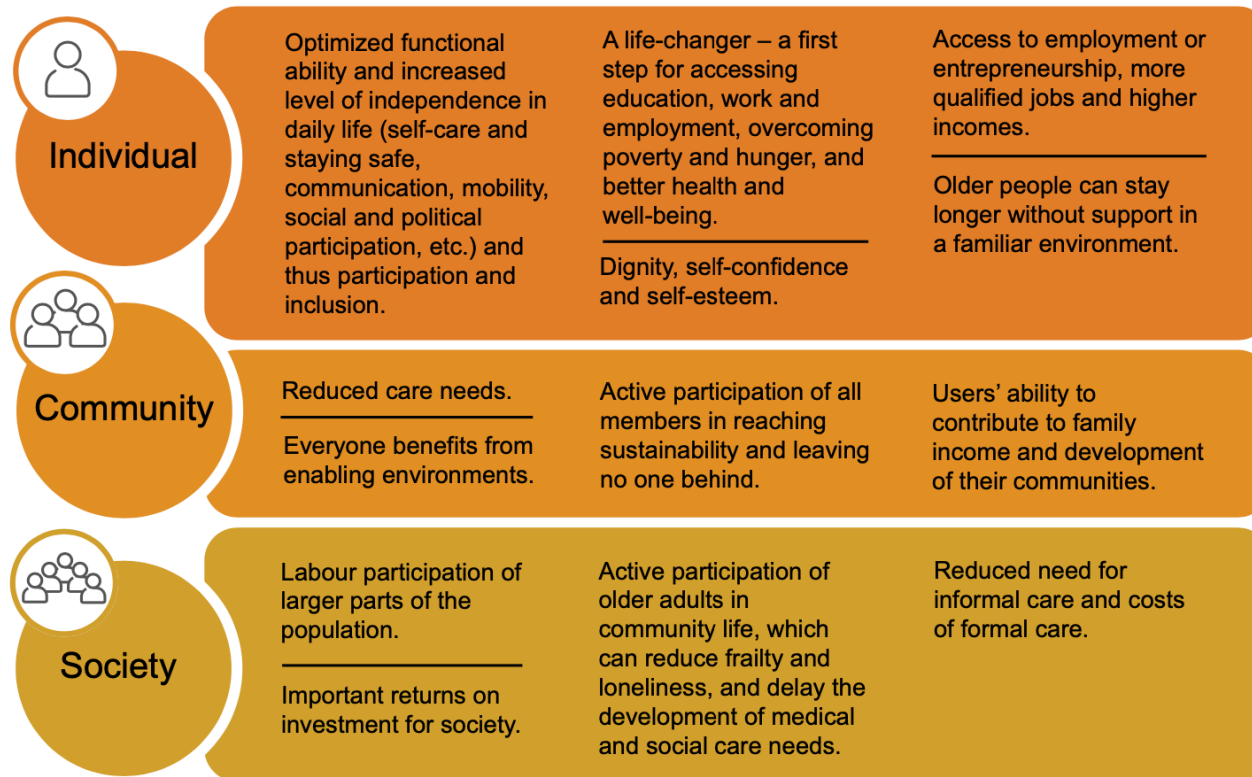 Individual
Optimized functional
ability and increased
level of independence in
daily life (self-care and
staying safe,
communication, mobility,
social and political
participation, etc.) and
thus participation and
inclusion.
A life-changer – a first
step for accessing
education, work and
employment, overcoming
poverty and hunger, and
better health and
well-being.
Dignity, self-confidence
and self-esteem.
Access to employment or
entrepreneurship, more
qualified jobs and higher
incomes.
Older people can stay
longer without support in
a familiar environment.
Community
Reduced care needs.
Everyone benefits from
enabling environments.
Active participation of all
members in reaching
sustainability and leaving
no one behind.
Users’ ability to
contribute to family
income and development
of their communities.
Society
Labour participation of
larger parts of the
population.
Important returns on
investment for society.
Active participation of
older adults in
community life, which
can reduce frailty and
loneliness, and delay the
development of medical
and social care needs.
Reduced need for
informal care and costs
of formal care.